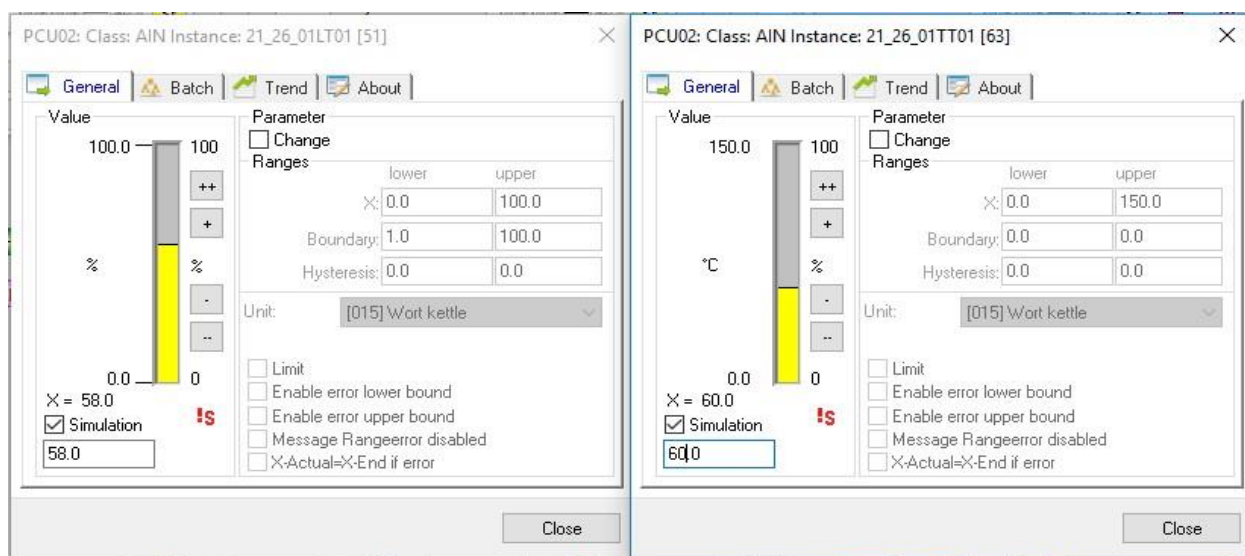 PCU02: Class: AIN Instance: 21_26_01LT01 [51]
General Batch Trend About
Value
100.0 100
++
+
% %
-
--
0.0 0
X = 58.0
Simulation !S
58.0
Parameter
Change
Ranges
lower upper
X: 0.0 100.0
Boundary: 1.0 100.0
Hysteresis: 0.0 0.0
Unit: [015] Wort kettle
Limit
Enable error lower bound
Enable error upper bound
Message Rangeerror disabled
X-Actual=X-End if error
Close
PCU02: Class: AIN Instance: 21_26_01TT01 [63]
General Batch Trend About
Value
150.0 100
++
+
°C %
-
--
0.0 0
X = 60.0
Simulation !S
60.0
Parameter
Change
Ranges
lower upper
X: 0.0 150.0
Boundary: 0.0 0.0
Hysteresis: 0.0 0.0
Unit: [015] Wort kettle
Limit
Enable error lower bound
Enable error upper bound
Message Rangeerror disabled
X-Actual=X-End if error
Close